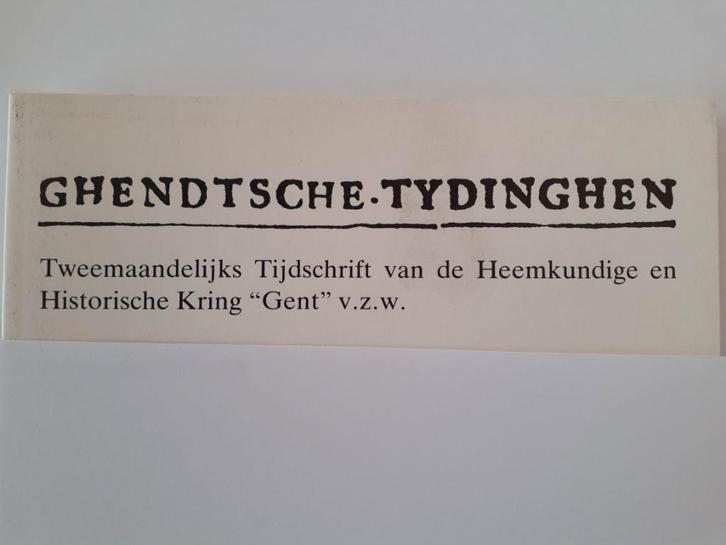 GHENDTSCHE·TYDINGHEN
Tweemaandelijks Tijdschrift van de Heemkundige en
Historische Kring “Gent” v.z.w.